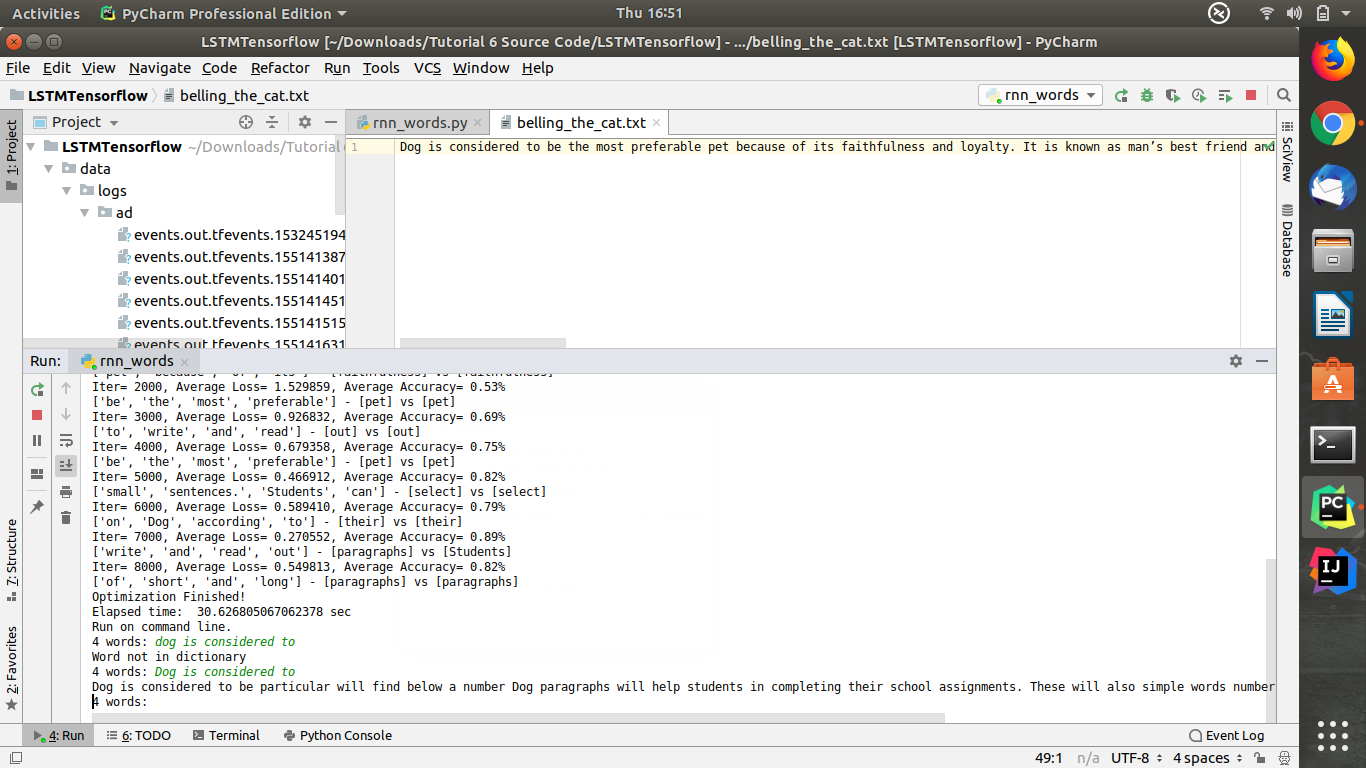 Activities PyCharm Professional Edition Thu 16:51
LSTMTensorflow [~/Downloads/Tutorial 6 Source Code/LSTMTensorflow] - .../belling_the_cat.txt [LSTMTensorflow] - PyCharm
File Edit View Navigate Code Refactor Run Tools VCS Window Help
LSTMTensorflow belling_the_cat.txt rnn_words
1: Project
Project rnn_words.py belling_the_cat.txt
LSTMTensorflow ~/Downloads/Tutorial
data
logs
ad
events.out.tfevents.153245194
events.out.tfevents.155141387
events.out.tfevents.155141401
events.out.tfevents.155141451
events.out.tfevents.155141515
events.out.tfevents.155141631
1 Dog is considered to be the most preferable pet because of its faithfulness and loyalty. It is known as man’s best friend and
SciView
Database
Run: rnn_words
['pet', 'because', 'of', 'its'] - [faithfulness] vs [faithfulness]
Iter= 2000, Average Loss= 1.529859, Average Accuracy= 0.53%
['be', 'the', 'most', 'preferable'] - [pet] vs [pet]
Iter= 3000, Average Loss= 0.926832, Average Accuracy= 0.69%
['to', 'write', 'and', 'read'] - [out] vs [out]
Iter= 4000, Average Loss= 0.679358, Average Accuracy= 0.75%
['be', 'the', 'most', 'preferable'] - [pet] vs [pet]
Iter= 5000, Average Loss= 0.466912, Average Accuracy= 0.82%
['small', 'sentences.', 'Students', 'can'] - [select] vs [select]
Iter= 6000, Average Loss= 0.589410, Average Accuracy= 0.79%
['on', 'Dog', 'according', 'to'] - [their] vs [their]
Iter= 7000, Average Loss= 0.270552, Average Accuracy= 0.89%
['write', 'and', 'read', 'out'] - [paragraphs] vs [Students]
Iter= 8000, Average Loss= 0.549813, Average Accuracy= 0.82%
['of', 'short', 'and', 'long'] - [paragraphs] vs [paragraphs]
Optimization Finished!
Elapsed time:  30.626805067062378 sec
Run on command line.
4 words: dog is considered to
Word not in dictionary
4 words: Dog is considered to
Dog is considered to be particular will find below a number Dog paragraphs will help students in completing their school assignments. These will also simple words number
4 words:
7: Structure
2: Favorites
4: Run 6: TODO Terminal Python Console Event Log
49:1 n/a UTF-8 4 spaces
A
PC
IJ